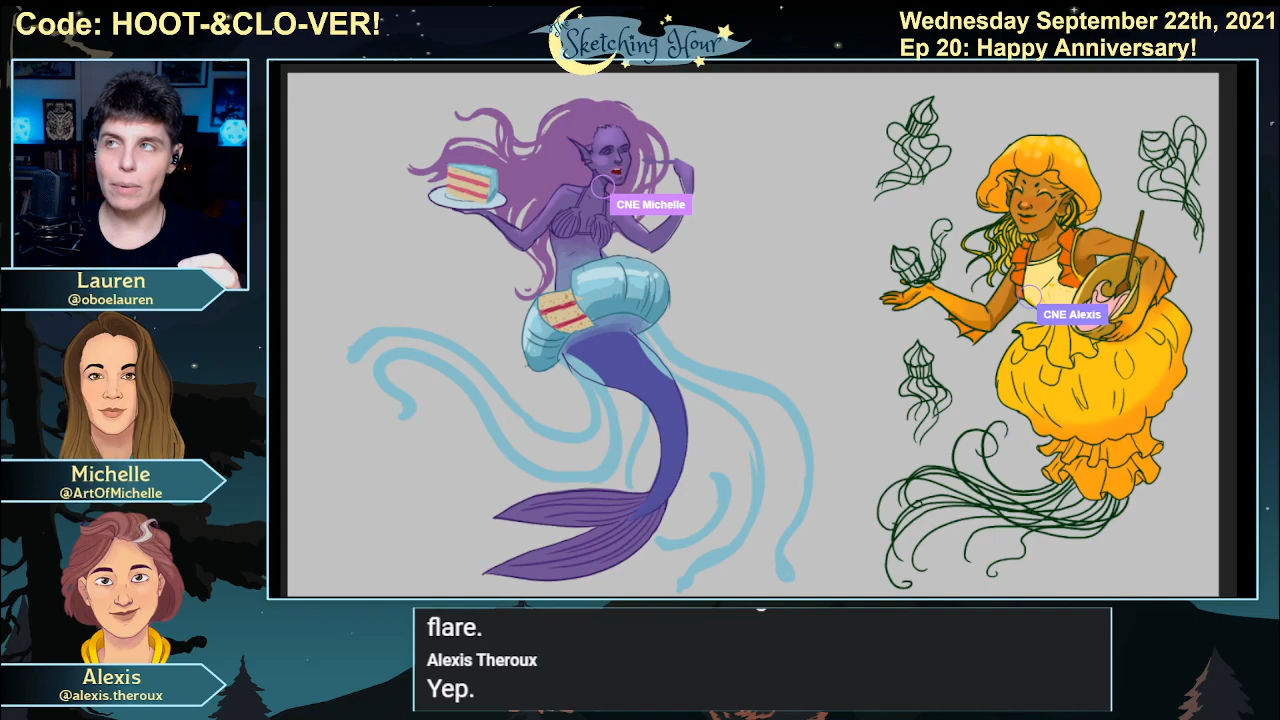 Code: HOOT-&CLO-VER!
The
Sketching Hour
Wednesday September 22th, 2021
Ep 20: Happy Anniversary!
CNE Michelle
CNE Alexis
Lauren
@oboelauren
Michelle
@ArtOfMichelle
Alexis
@alexis.theroux
flare.
Alexis Theroux
Yep.